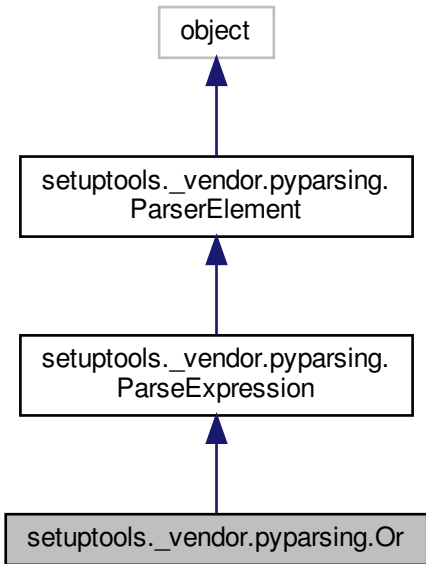 object
setuptools._vendor.pyparsing.
ParserElement
setuptools._vendor.pyparsing.
ParseExpression
setuptools._vendor.pyparsing.Or